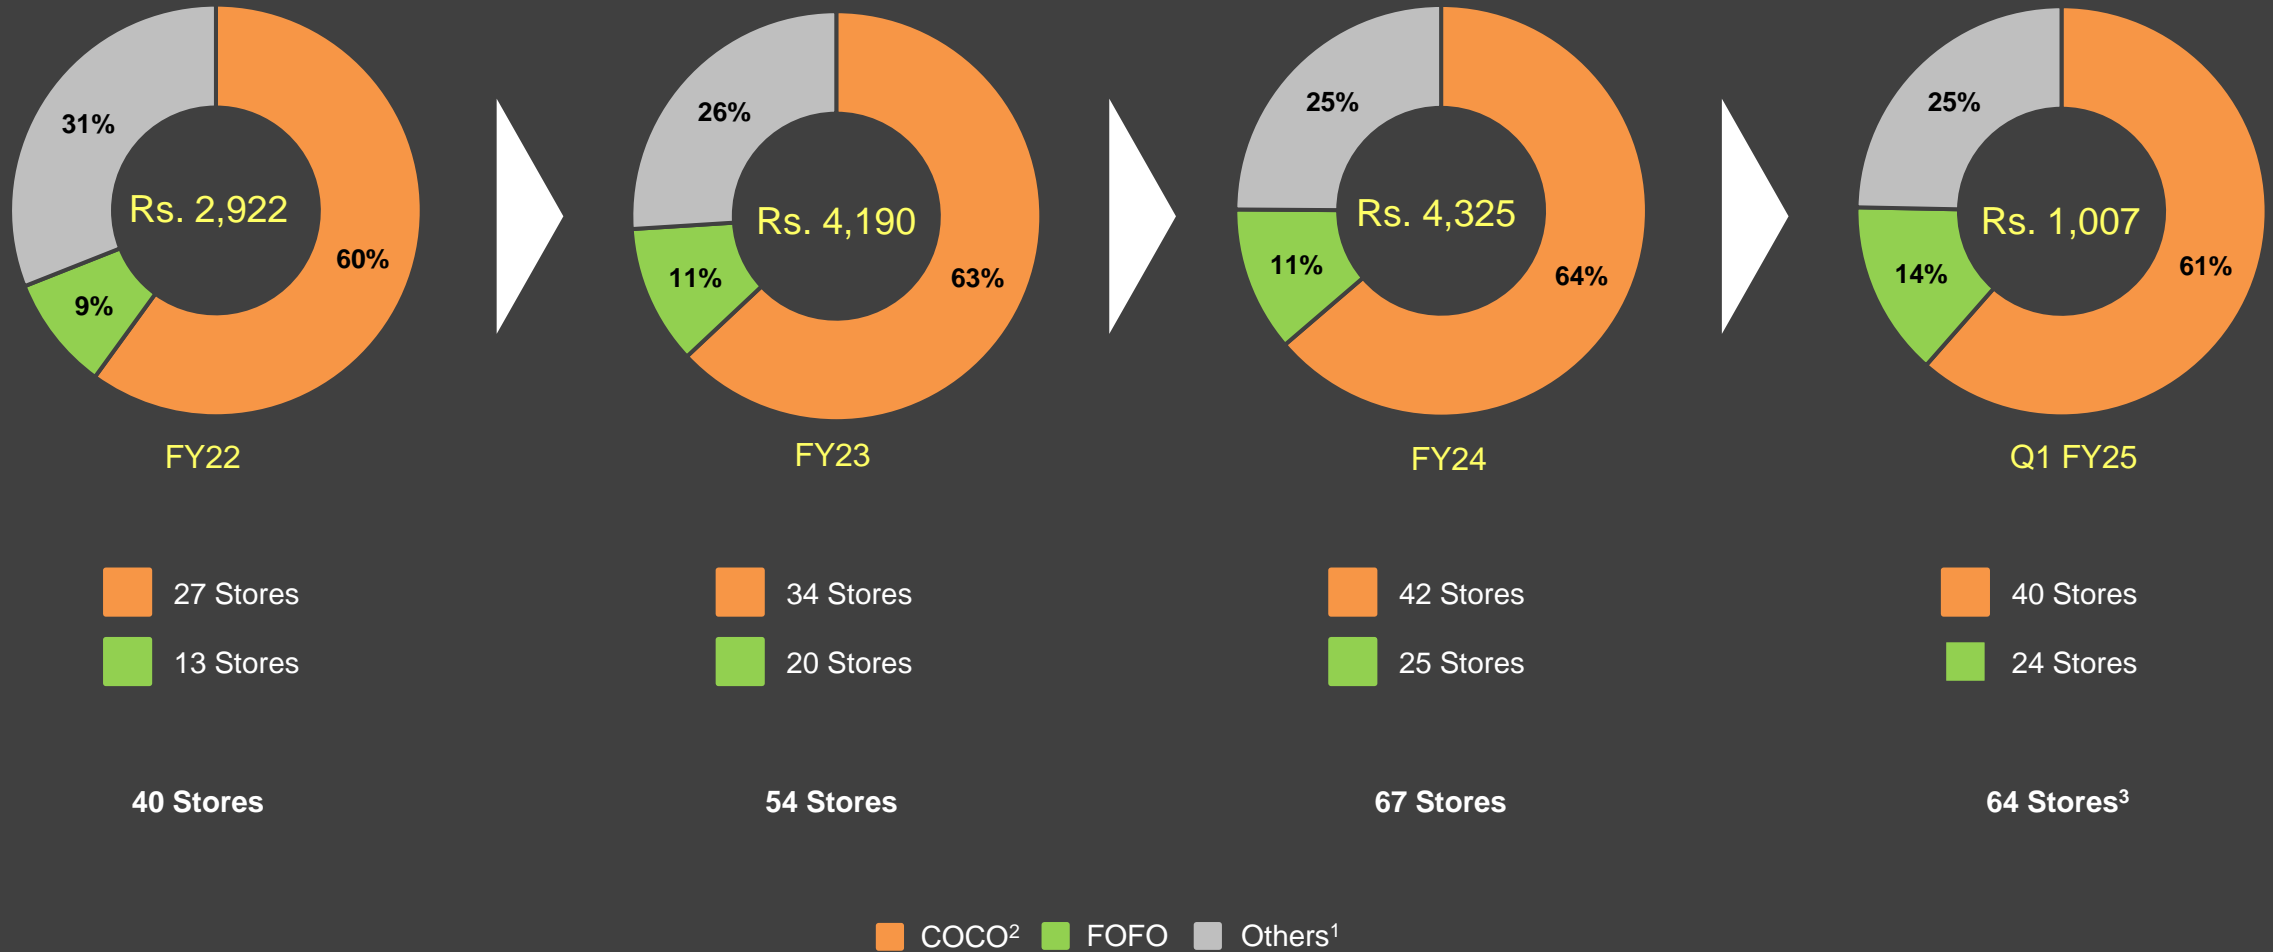 31%
60%
9%
Rs. 2,922
FY22
26%
63%
11%
Rs. 4,190
FY23
25%
64%
11%
Rs. 4,325
FY24
25%
61%
14%
Rs. 1,007
Q1 FY25
27 Stores
13 Stores
34 Stores
20 Stores
42 Stores
25 Stores
40 Stores
24 Stores
40 Stores
54 Stores
67 Stores
64 Stores³
COCO² FOFO Others¹